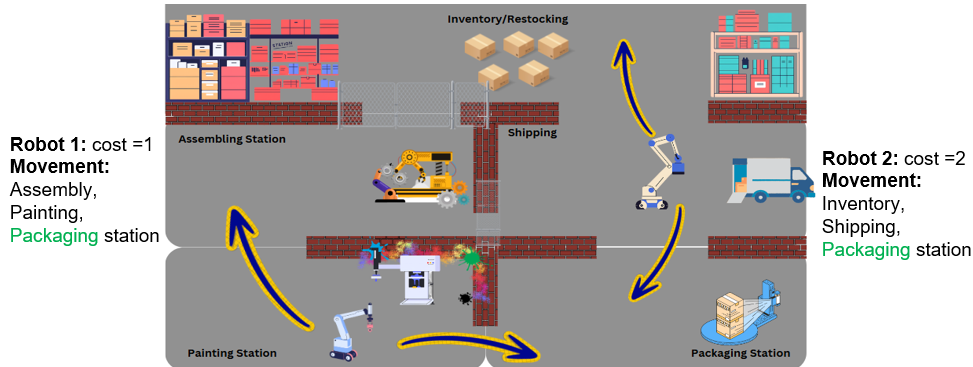 Inventory/Restocking
STATION
Assembling Station
Shipping
Robot 1: cost =1
Movement:
Assembly,
Painting,
Packaging station
Robot 2: cost =2
Movement:
Inventory,
Shipping,
Packaging station
Painting Station
Packaging Station